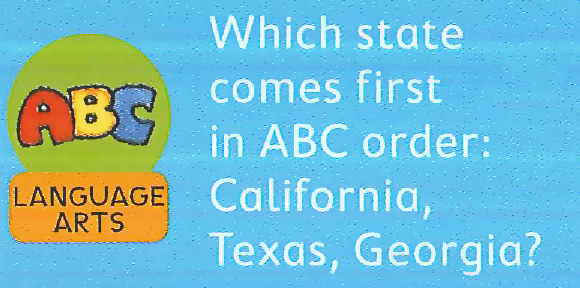 ABC
LANGUAGE
ARTS
Which state
comes first
in ABC order:
California,
Texas, Georgia?